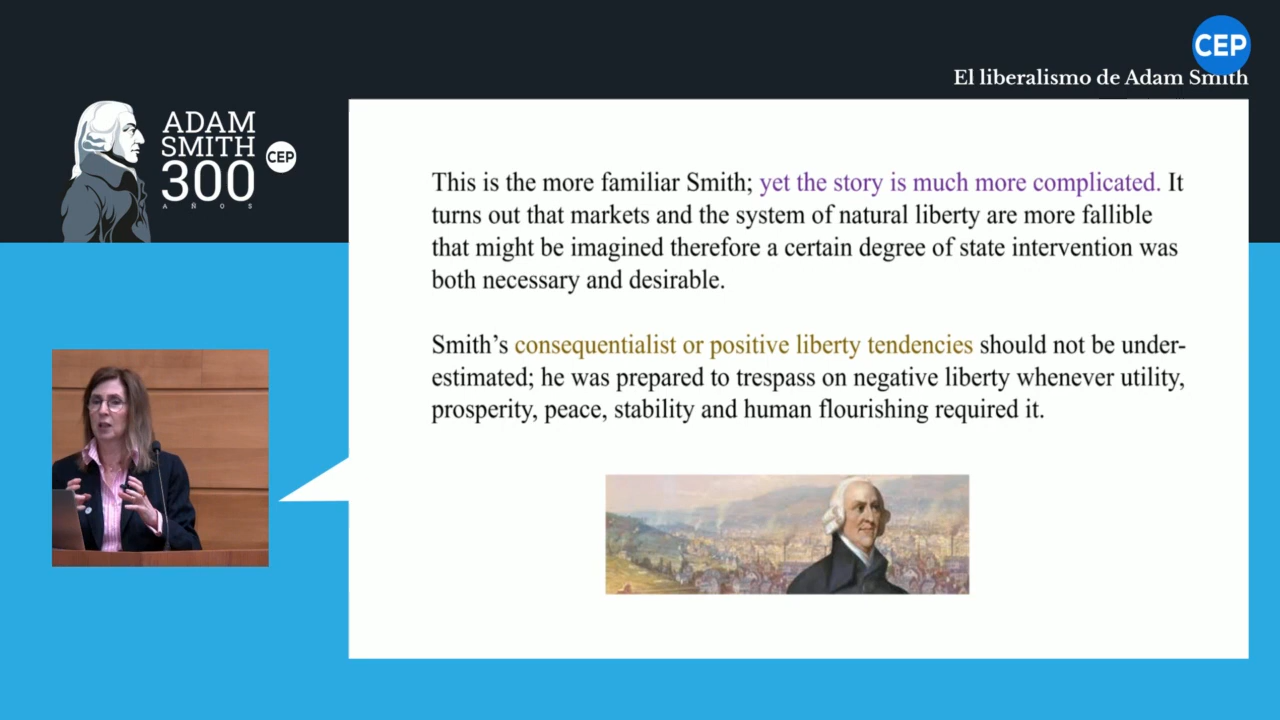 CEP
El liberalismo de Adam Smith
ADAM
SMITH
300
AÑOS
CEP
This is the more familiar Smith; yet the story is much more complicated. It
turns out that markets and the system of natural liberty are more fallible
that might be imagined therefore a certain degree of state intervention was
both necessary and desirable.
Smith’s consequentialist or positive liberty tendencies should not be under-
estimated; he was prepared to trespass on negative liberty whenever utility,
prosperity, peace, stability and human flourishing required it.